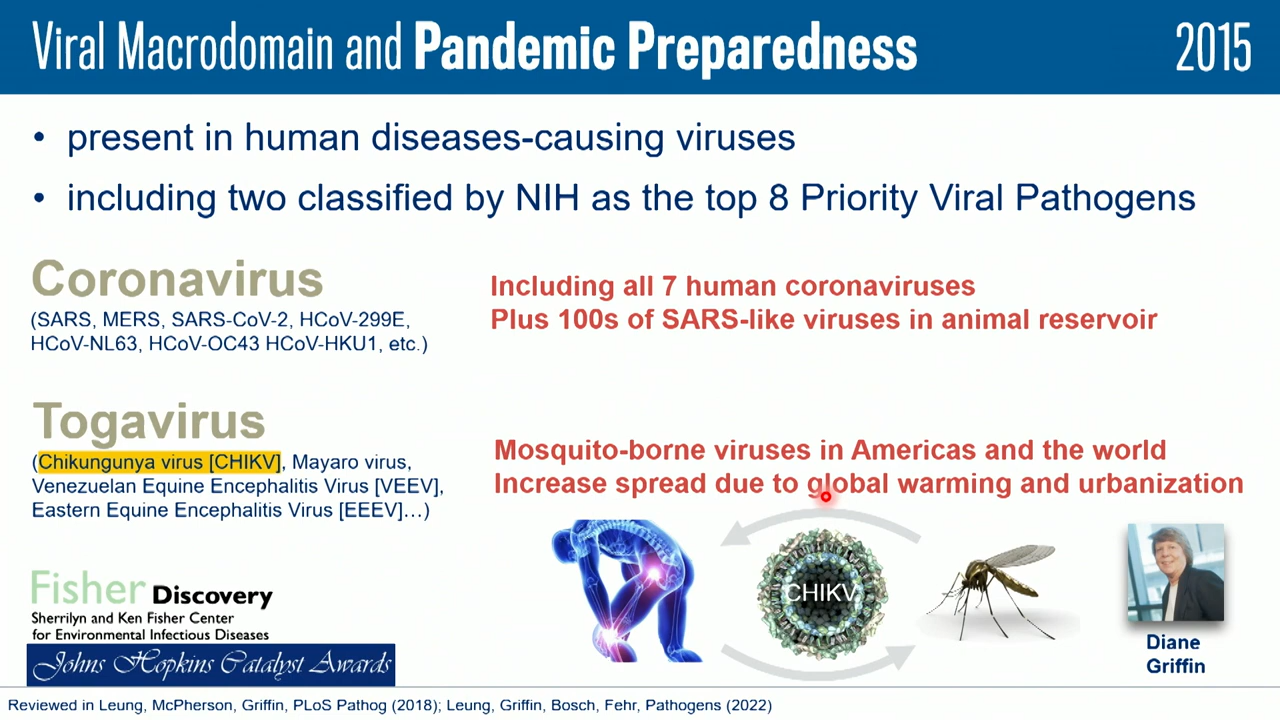 Viral Macrodomain and Pandemic Preparedness
2015
• present in human diseases-causing viruses
• including two classified by NIH as the top 8 Priority Viral Pathogens
Coronavirus
(SARS, MERS, SARS-CoV-2, HCoV-299E,
HCoV-NL63, HCoV-OC43 HCoV-HKU1, etc.)
Including all 7 human coronaviruses
Plus 100s of SARS-like viruses in animal reservoir
Togavirus
(Chikungunya virus [CHIKV], Mayaro virus,
Venezuelan Equine Encephalitis Virus [VEEV],
Eastern Equine Encephalitis Virus [EEEV]…)
Mosquito-borne viruses in Americas and the world
Increase spread due to global warming and urbanization
CHIKV
Fisher Discovery
Sherrilyn and Ken Fisher Center
for Environmental Infectious Diseases
Johns Hopkins Catalyst Awards
Diane
Griffin
Reviewed in Leung, McPherson, Griffin, PLoS Pathog (2018); Leung, Griffin, Bosch, Fehr, Pathogens (2022)